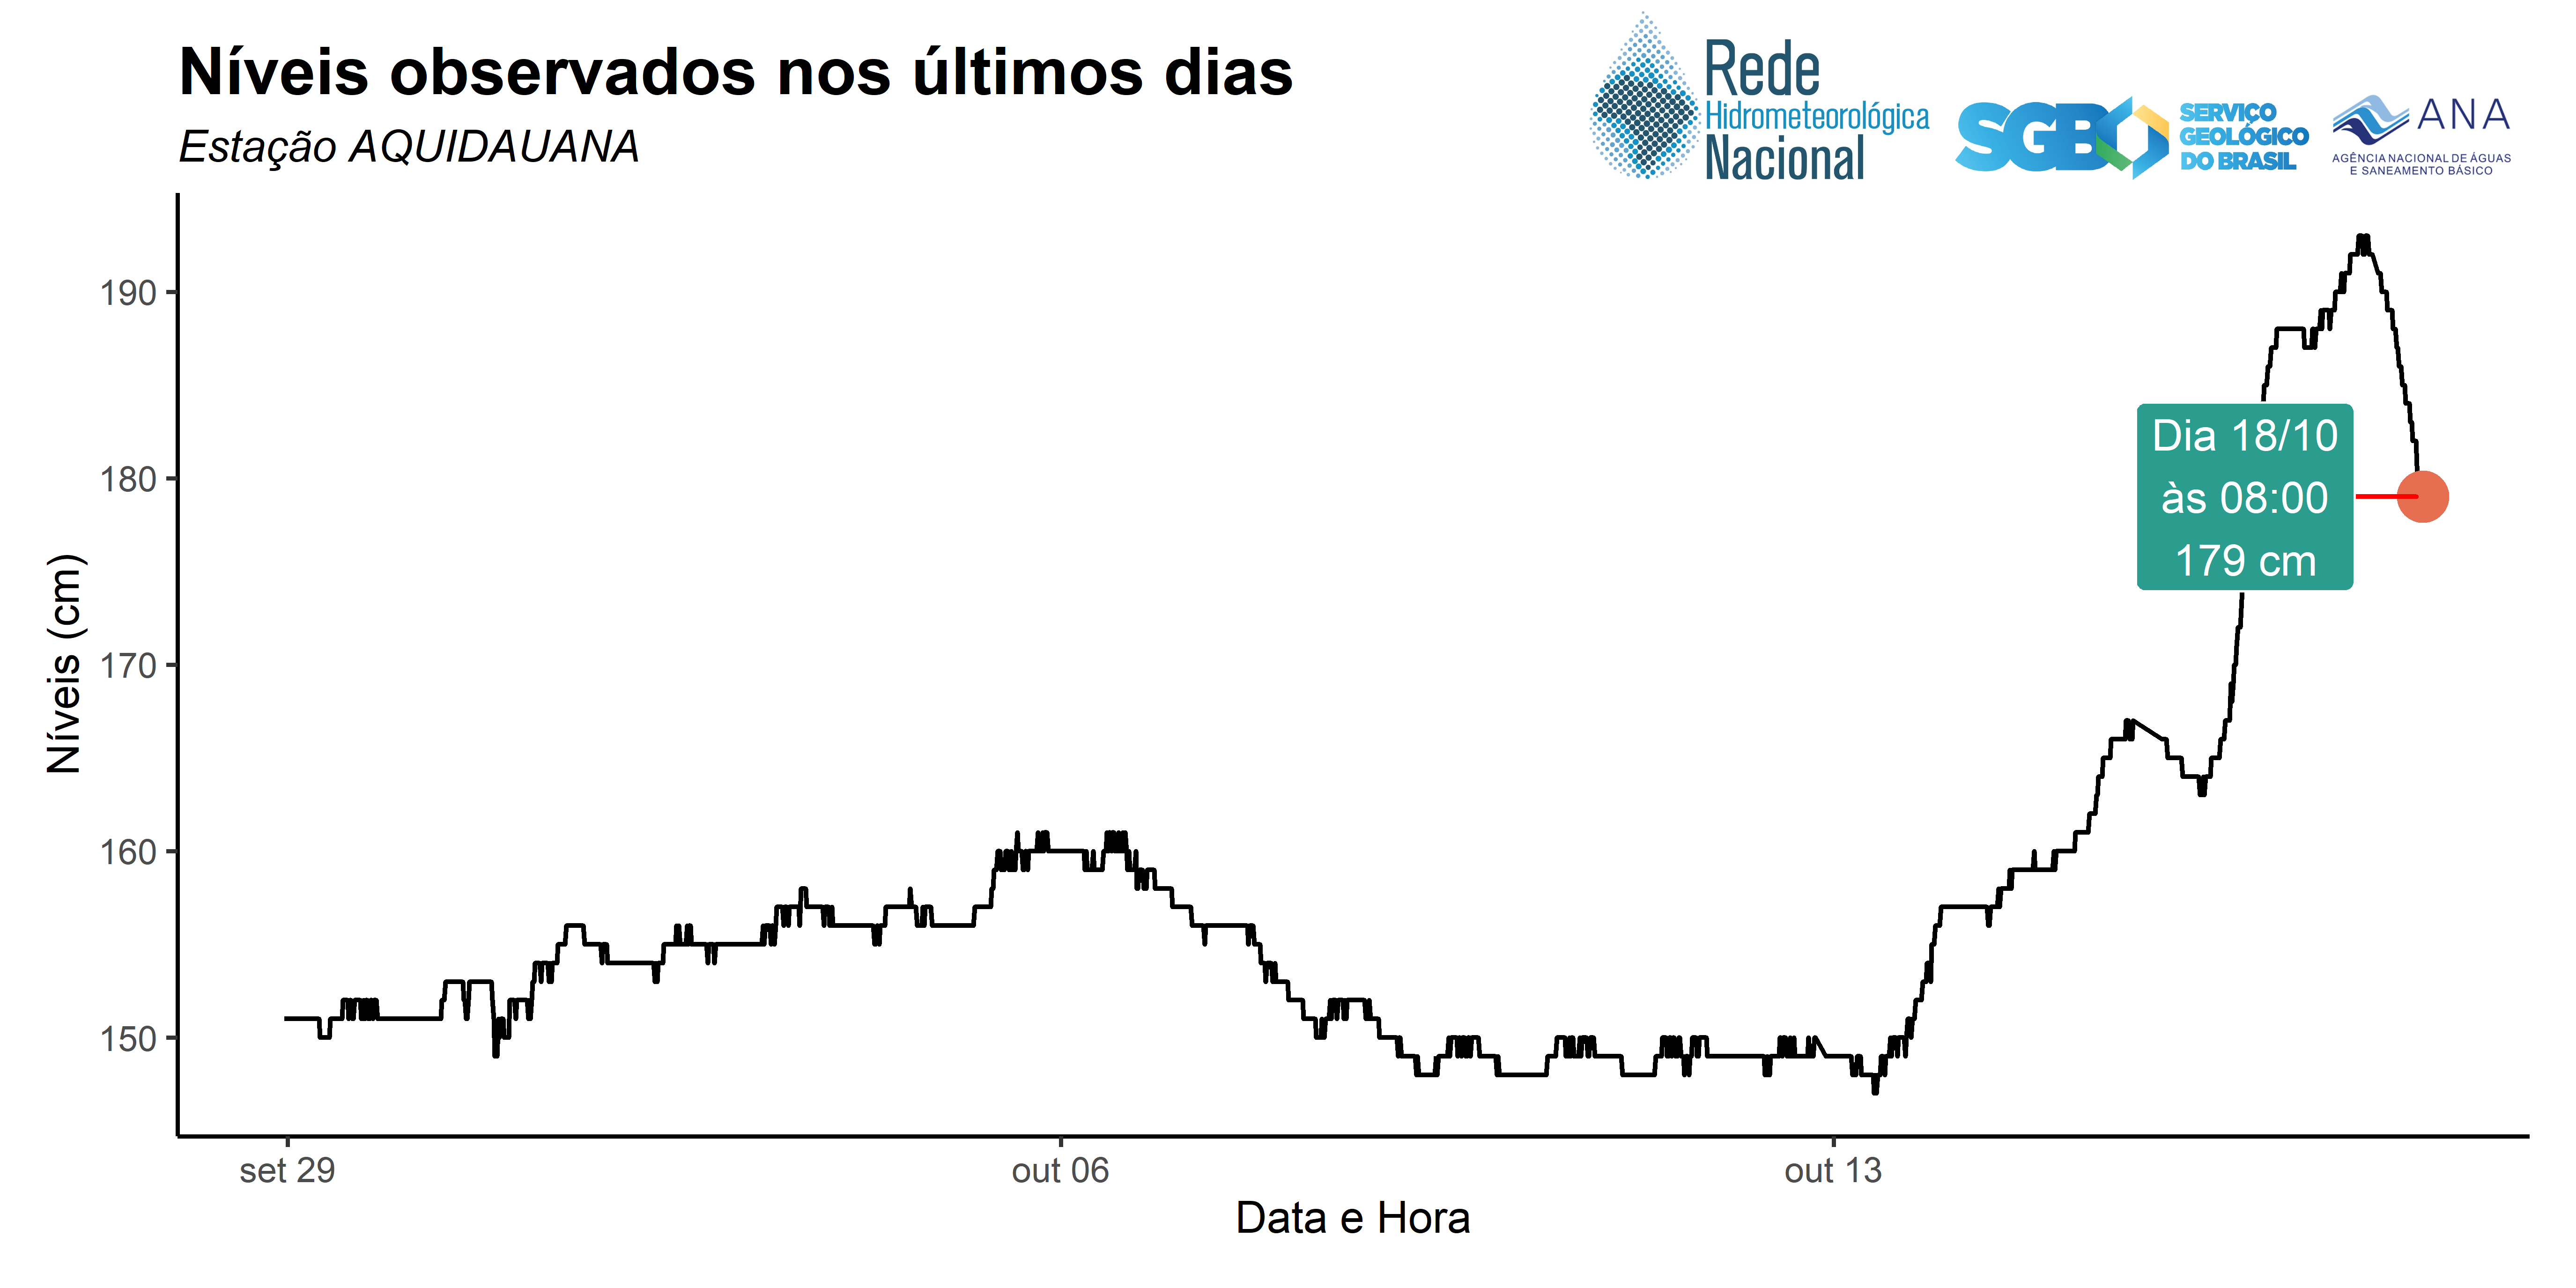 Níveis observados nos últimos dias
Estação AQUIDAUANA
Rede
Hidrometeorológica
Nacional
SGB
SERVIÇO
GEOLÓGICO
DO BRASIL
ANA
AGÊNCIA NACIONAL DE ÁGUAS
E SANEAMENTO BÁSICO
190
180
170
160
150
Níveis (cm)
Dia 18/10
às 08:00
179 cm
set 29
out 06
out 13
Data e Hora